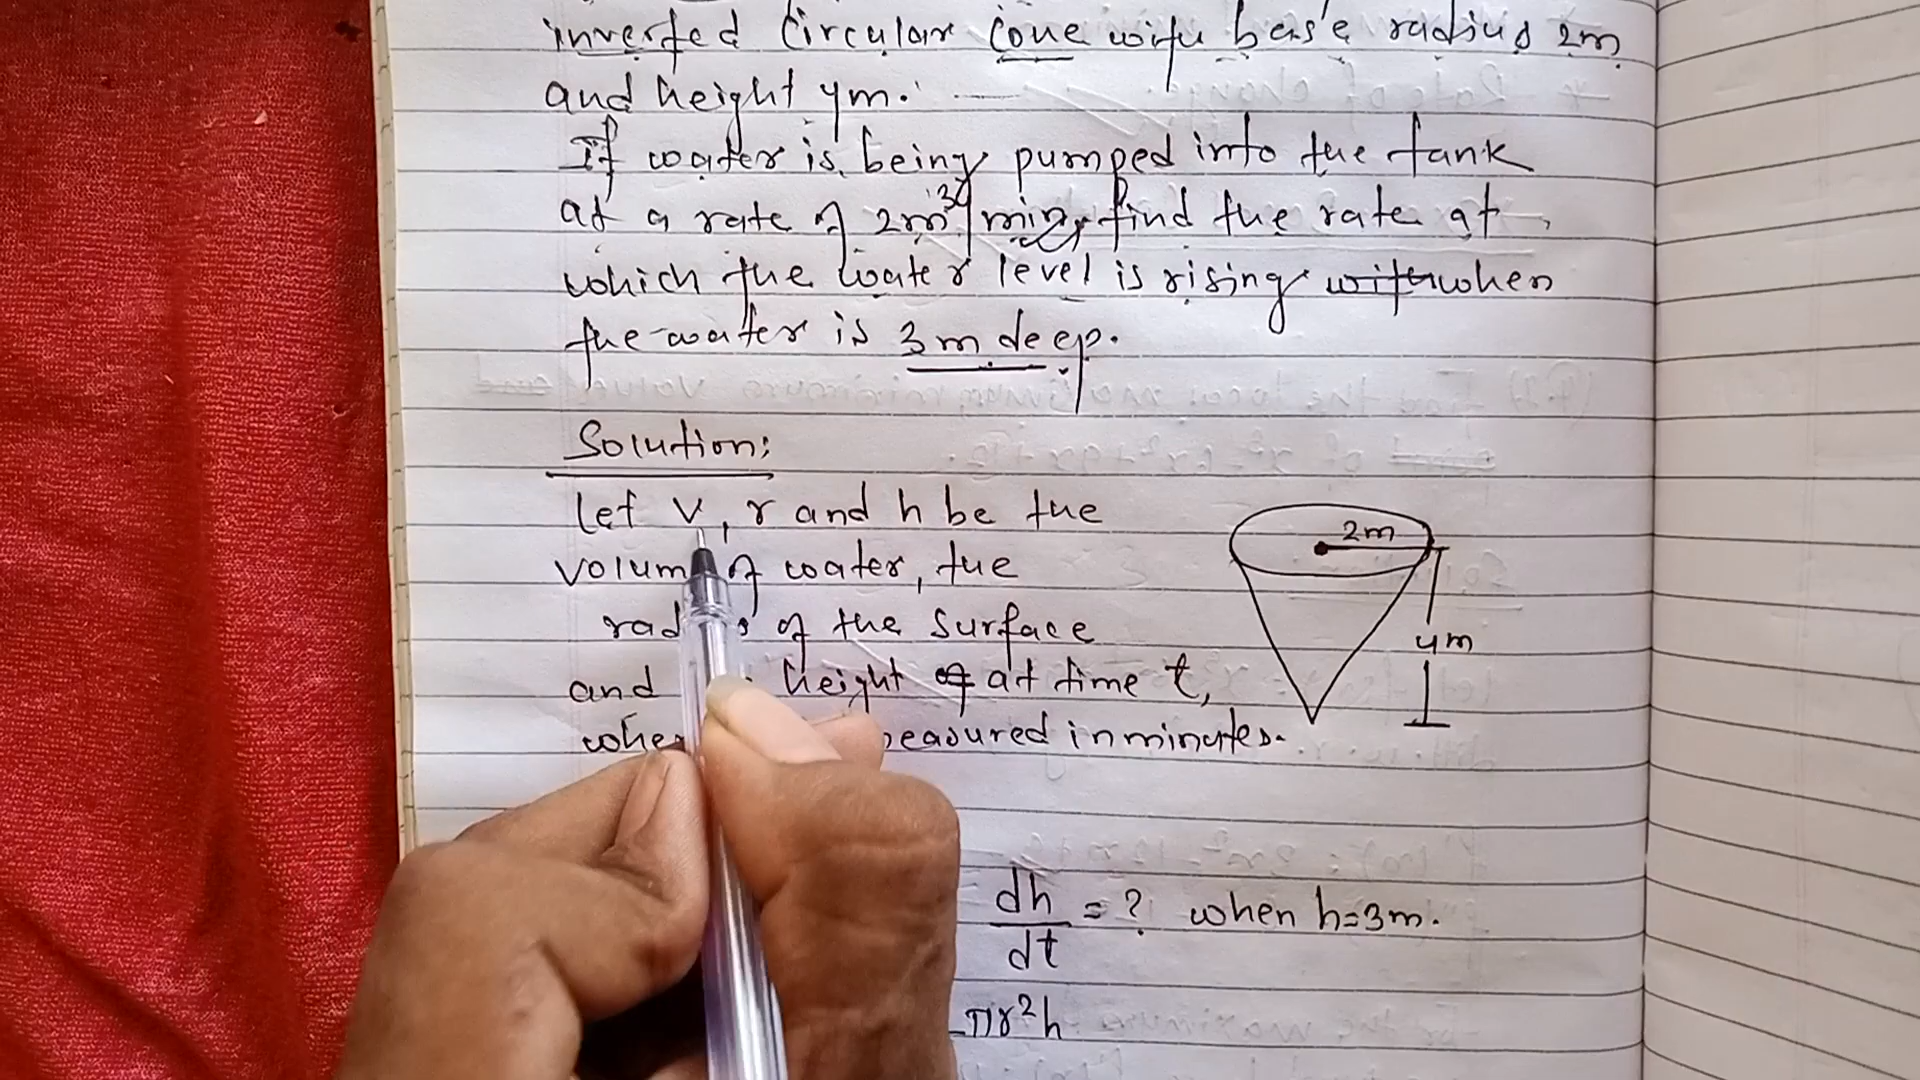 inverted Circular Cone with base radius 2m
and height 4m.
If water is being pumped into the tank
at a rate of 2m³/min, find the rate at
which the water level is rising when
the water is 3m deep.
Solution:
Let V, r and h be the
volum of water, the
of the surface
and height at time t,
measured in minutes.
2m
4m
dh/dt = ? when h=3m.
πr²h